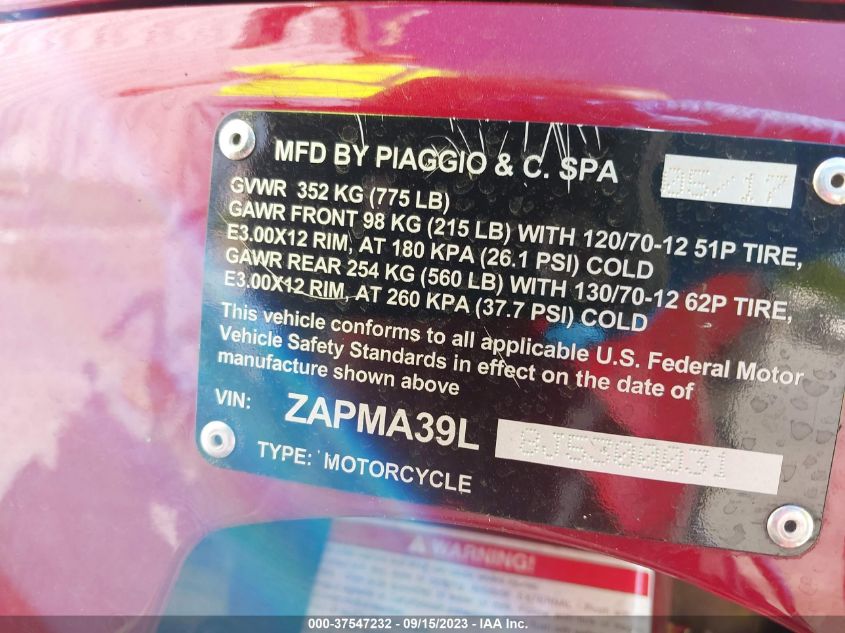 MFD BY PIAGGIO & C. SPA 05/17
GVWR 352 KG (775 LB)
GAWR FRONT 98 KG (215 LB) WITH 120/70-12 51P TIRE,
E3.00X12 RIM, AT 180 KPA (26.1 PSI) COLD
GAWR REAR 254 KG (560 LB) WITH 130/70-12 62P TIRE,
E3.00X12 RIM, AT 260 KPA (37.7 PSI) COLD
This vehicle conforms to all applicable U.S. Federal Motor
Vehicle Safety Standards in effect on the date of
manufacture shown above
VIN: ZAPMA39L 0J5300031
TYPE: MOTORCYCLE
WARNING!
000-37547232 - 09/15/2023 - IAA Inc.